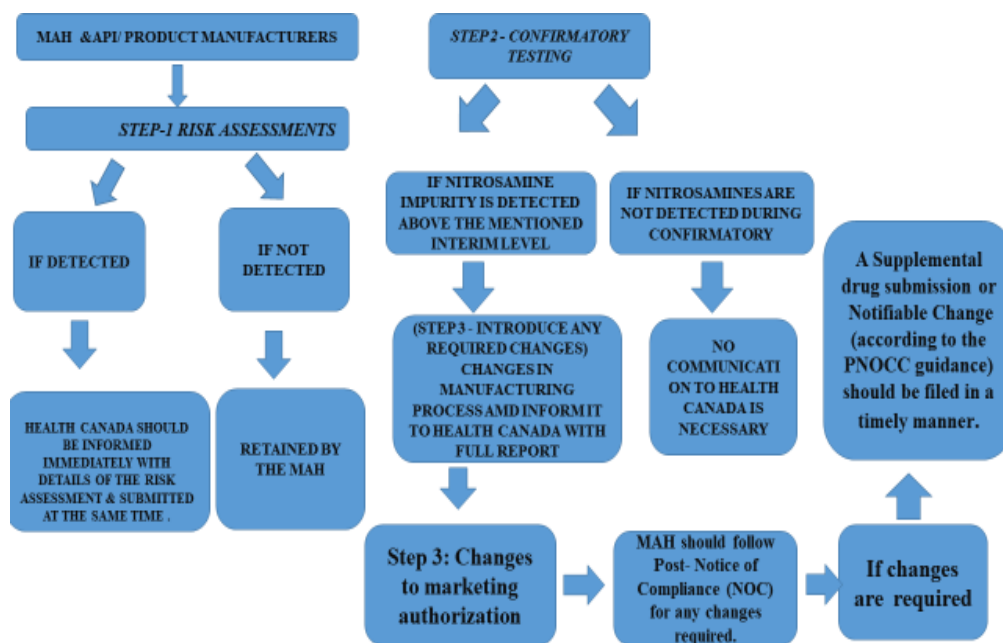 MAH &API/ PRODUCT MANUFACTURERS
STEP-1 RISK ASSESSMENTS
IF DETECTED
IF NOT
DETECTED
HEALTH CANADA SHOULD
BE INFORMED
IMMEDIATELY WITH
DETAILS OF THE RISK
ASSESSMENT & SUBMITTED
AT THE SAME TIME .
RETAINED BY
THE MAH
STEP 2 - CONFIRMATORY
TESTING
IF NITROSAMINE
IMPURITY IS DETECTED
ABOVE THE MENTIONED
INTERIM LEVEL
IF NITROSAMINES ARE
NOT DETECTED DURING
CONFIRMATORY
(STEP 3 - INTRODUCE ANY
REQUIRED CHANGES)
CHANGES IN
MANUFACTURING
PROCESS AMD INFORM IT
TO HEALTH CANADA WITH
FULL REPORT
NO
COMMUNICATI
ON TO HEALTH
CANADA IS
NECESSARY
Step 3: Changes
to marketing
authorization
MAH should follow
Post- Notice of
Compliance (NOC)
for any changes
required.
If changes
are required
A Supplemental
drug submission or
Notifiable Change
(according to the
PNOCC guidance)
should be filed in a
timely manner.